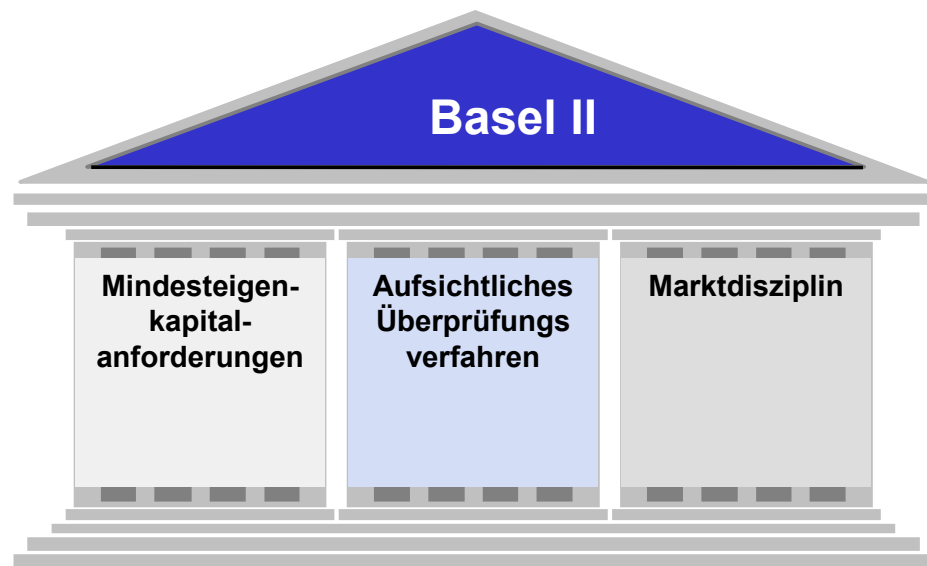 Basel II
Mindesteigen-
kapital-
anforderungen
Aufsichtliches
Überprüfungs
verfahren
Marktdisziplin